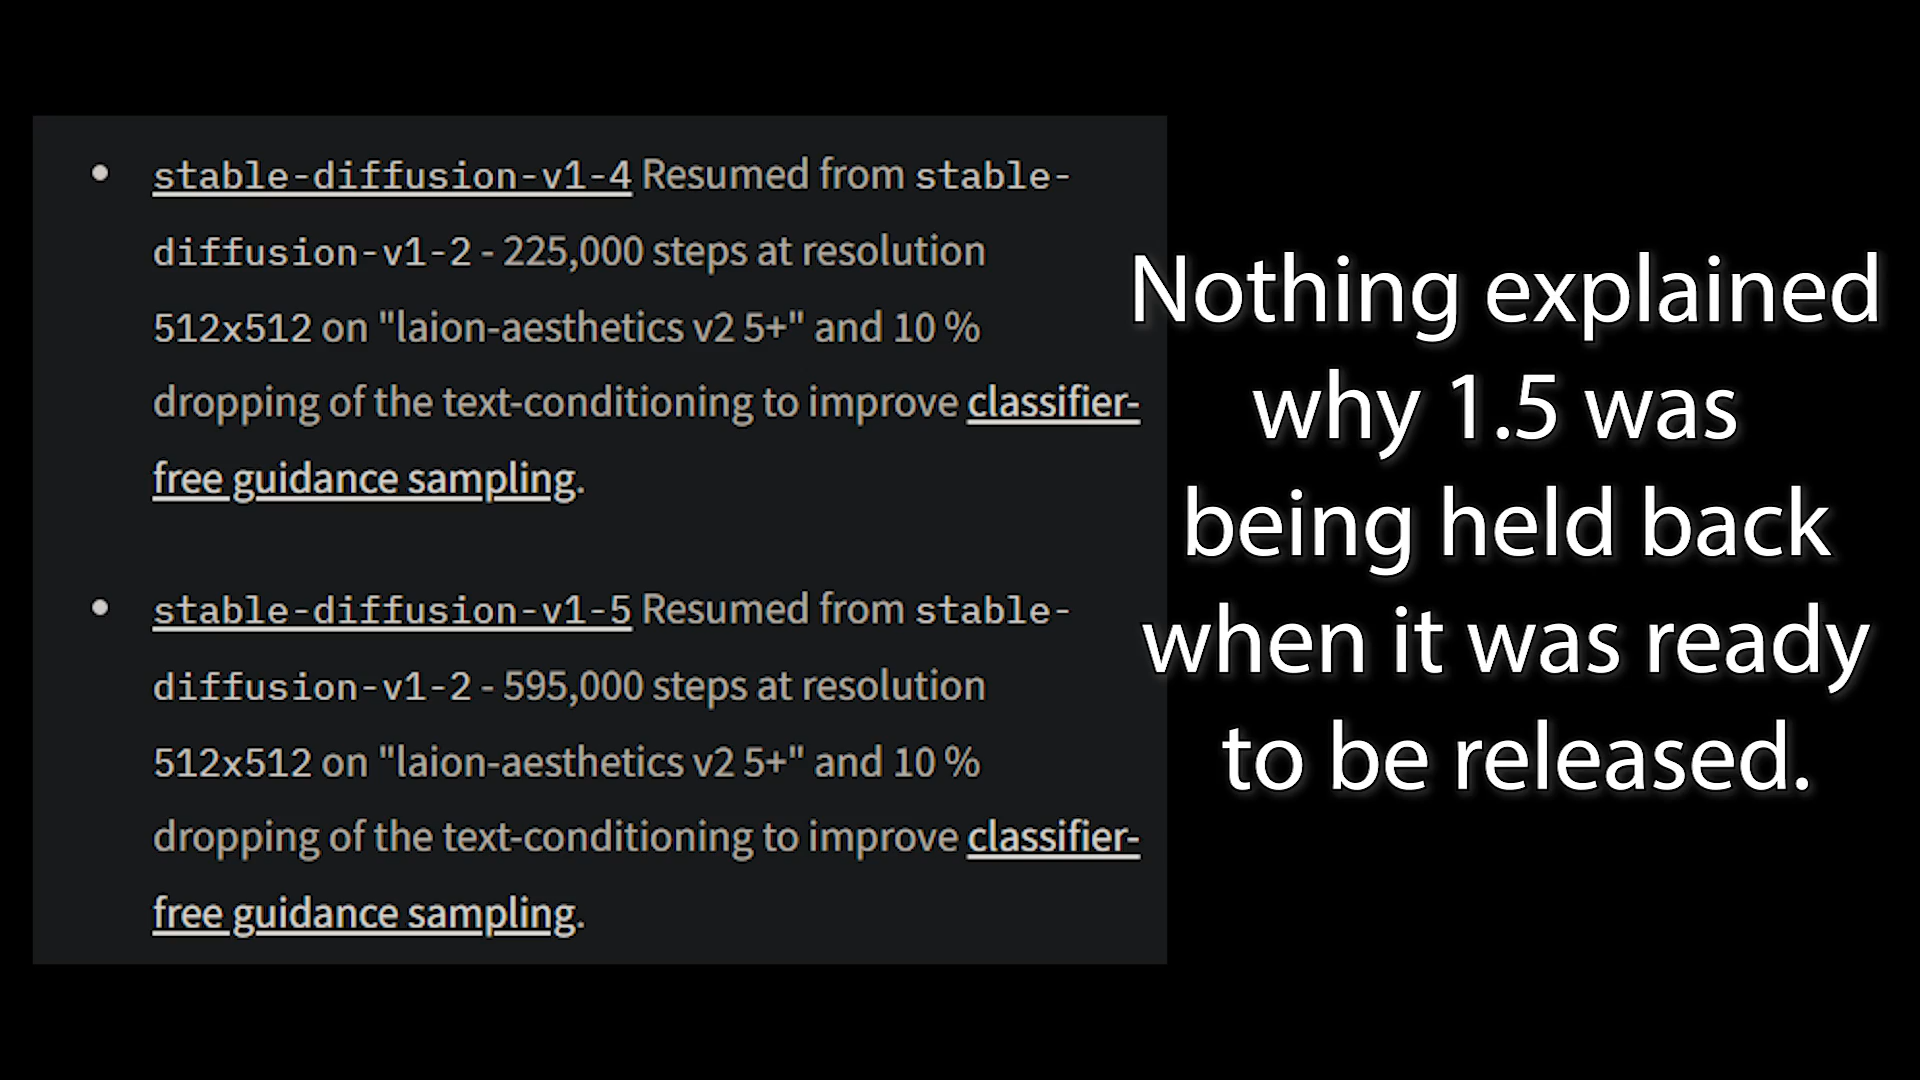 stable-diffusion-v1-4 Resumed from stable-
diffusion-v1-2 - 225,000 steps at resolution
512x512 on "laion-aesthetics v2 5+" and 10 %
dropping of the text-conditioning to improve classifier-
free guidance sampling.
stable-diffusion-v1-5 Resumed from stable-
diffusion-v1-2 - 595,000 steps at resolution
512x512 on "laion-aesthetics v2 5+" and 10 %
dropping of the text-conditioning to improve classifier-
free guidance sampling.
Nothing explained
why 1.5 was
being held back
when it was ready
to be released.